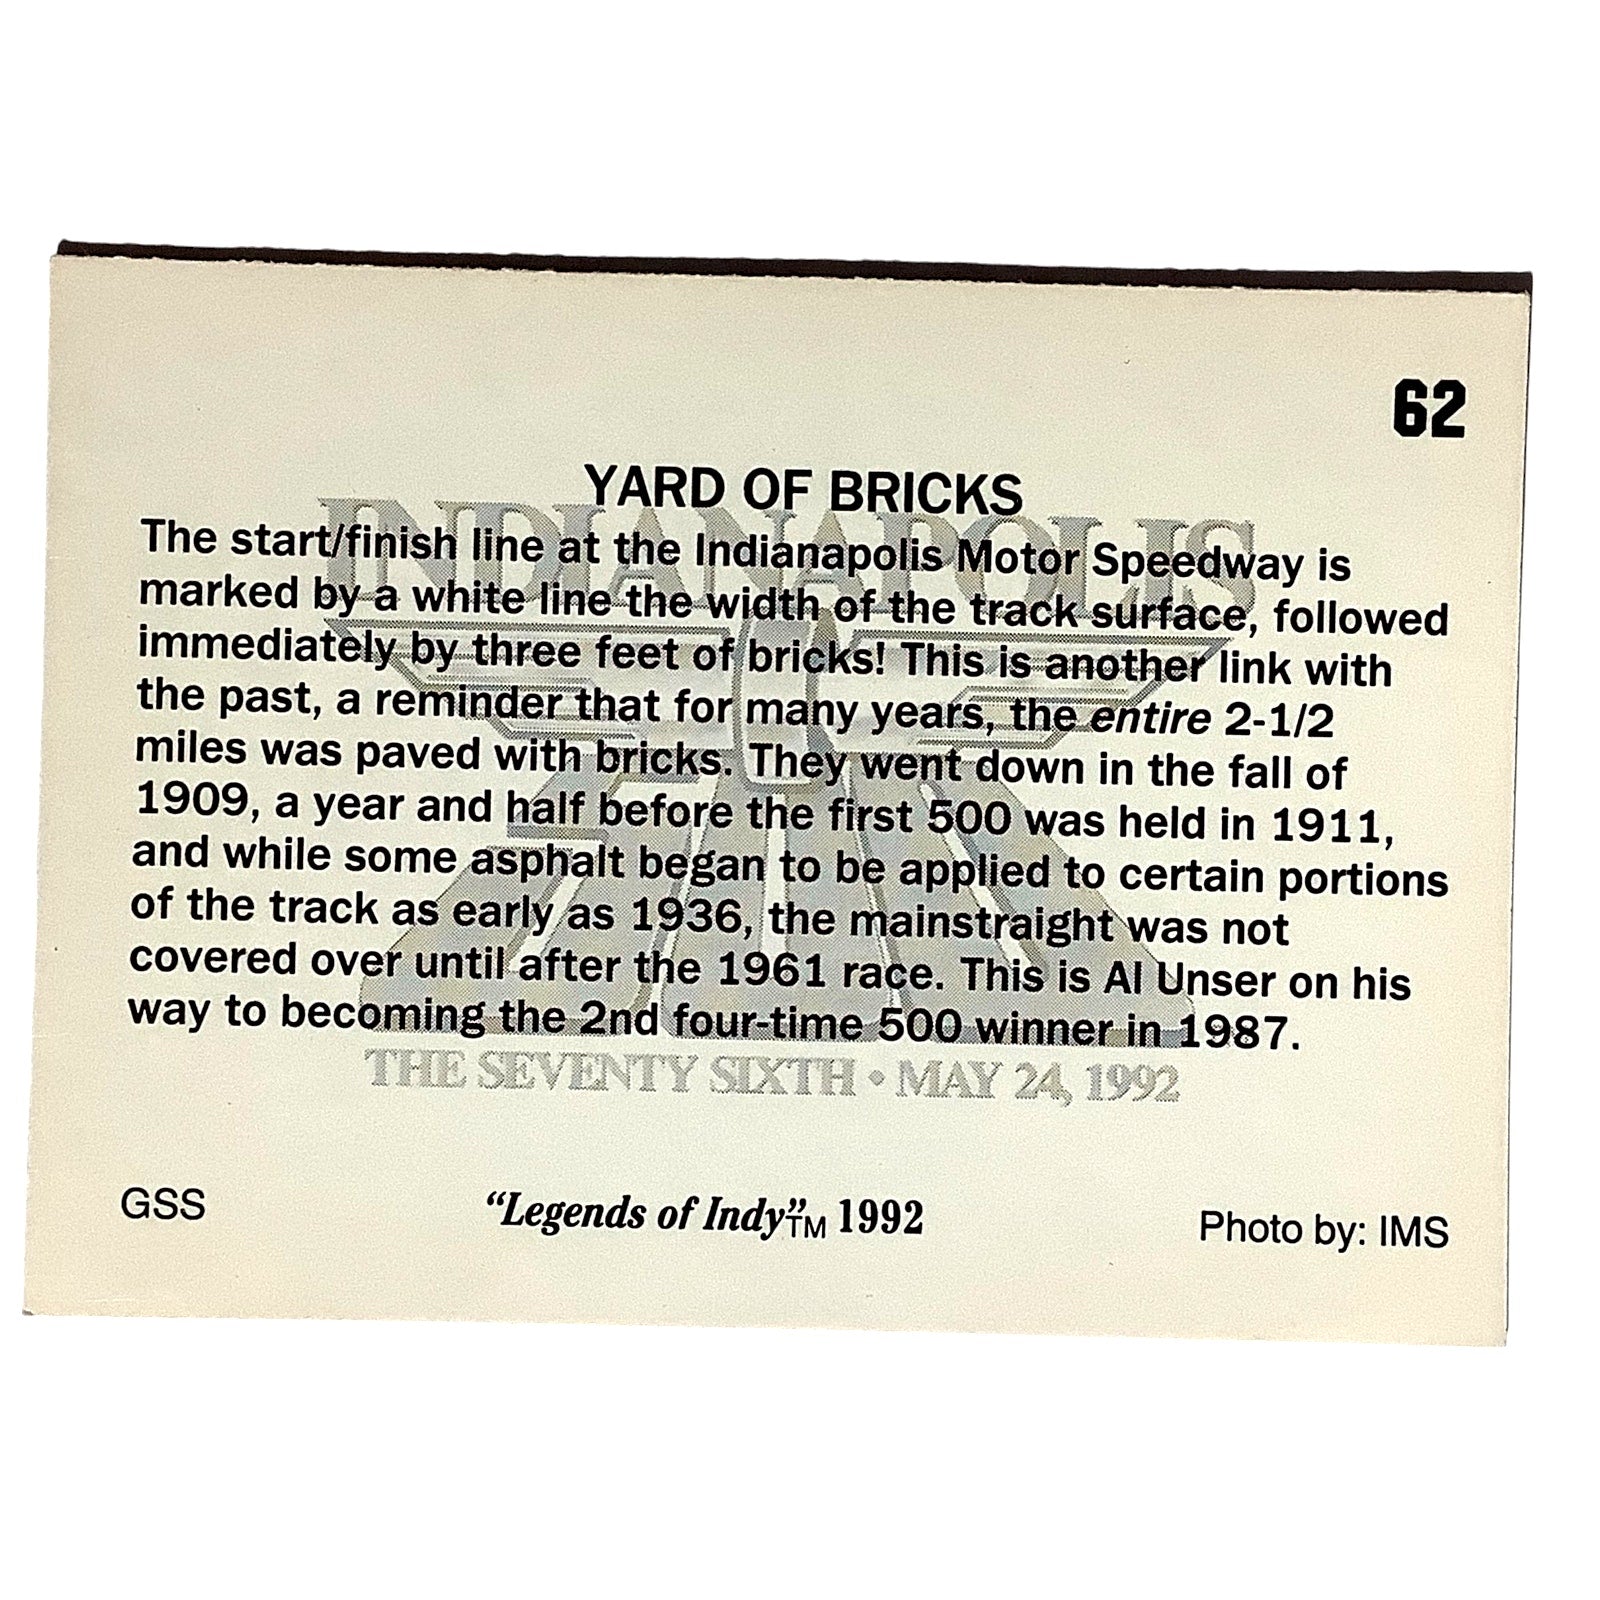 62
YARD OF BRICKS
INDIANAPOLIS
The start/finish line at the Indianapolis Motor Speedway is
marked by a white line the width of the track surface, followed
immediately by three feet of bricks! This is another link with
the past, a reminder that for many years, the entire 2-1/2
miles was paved with bricks. They went down in the fall of
1909, a year and half before the first 500 was held in 1911,
and while some asphalt began to be applied to certain portions
of the track as early as 1936, the mainstraight was not
covered over until after the 1961 race. This is Al Unser on his
way to becoming the 2nd four-time 500 winner in 1987.
THE SEVENTY SIXTH • MAY 24, 1992
GSS
“Legends of Indy”TM 1992
Photo by: IMS